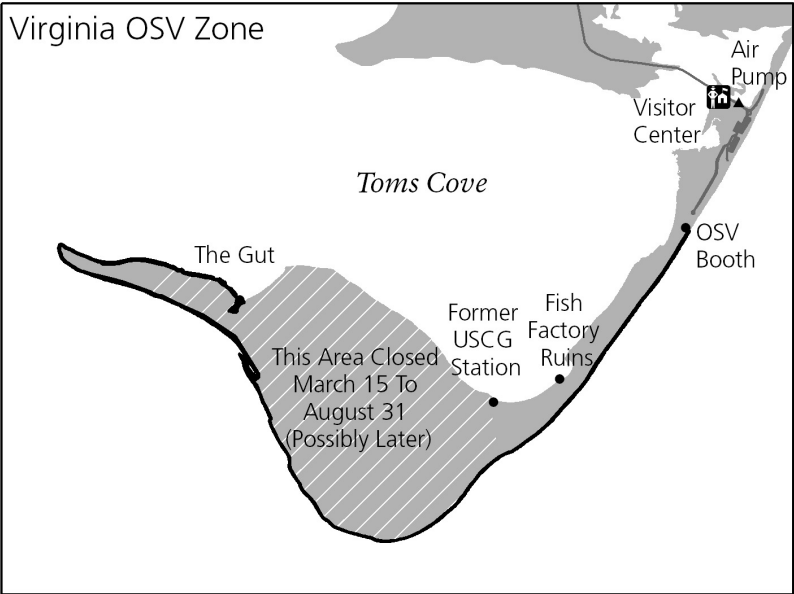 Virginia OSV Zone
Air
Pump
Visitor
Center
Toms Cove
OSV
Booth
The Gut
Former
USCG
Station
Fish
Factory
Ruins
This Area Closed
March 15 To
August 31
(Possibly Later)